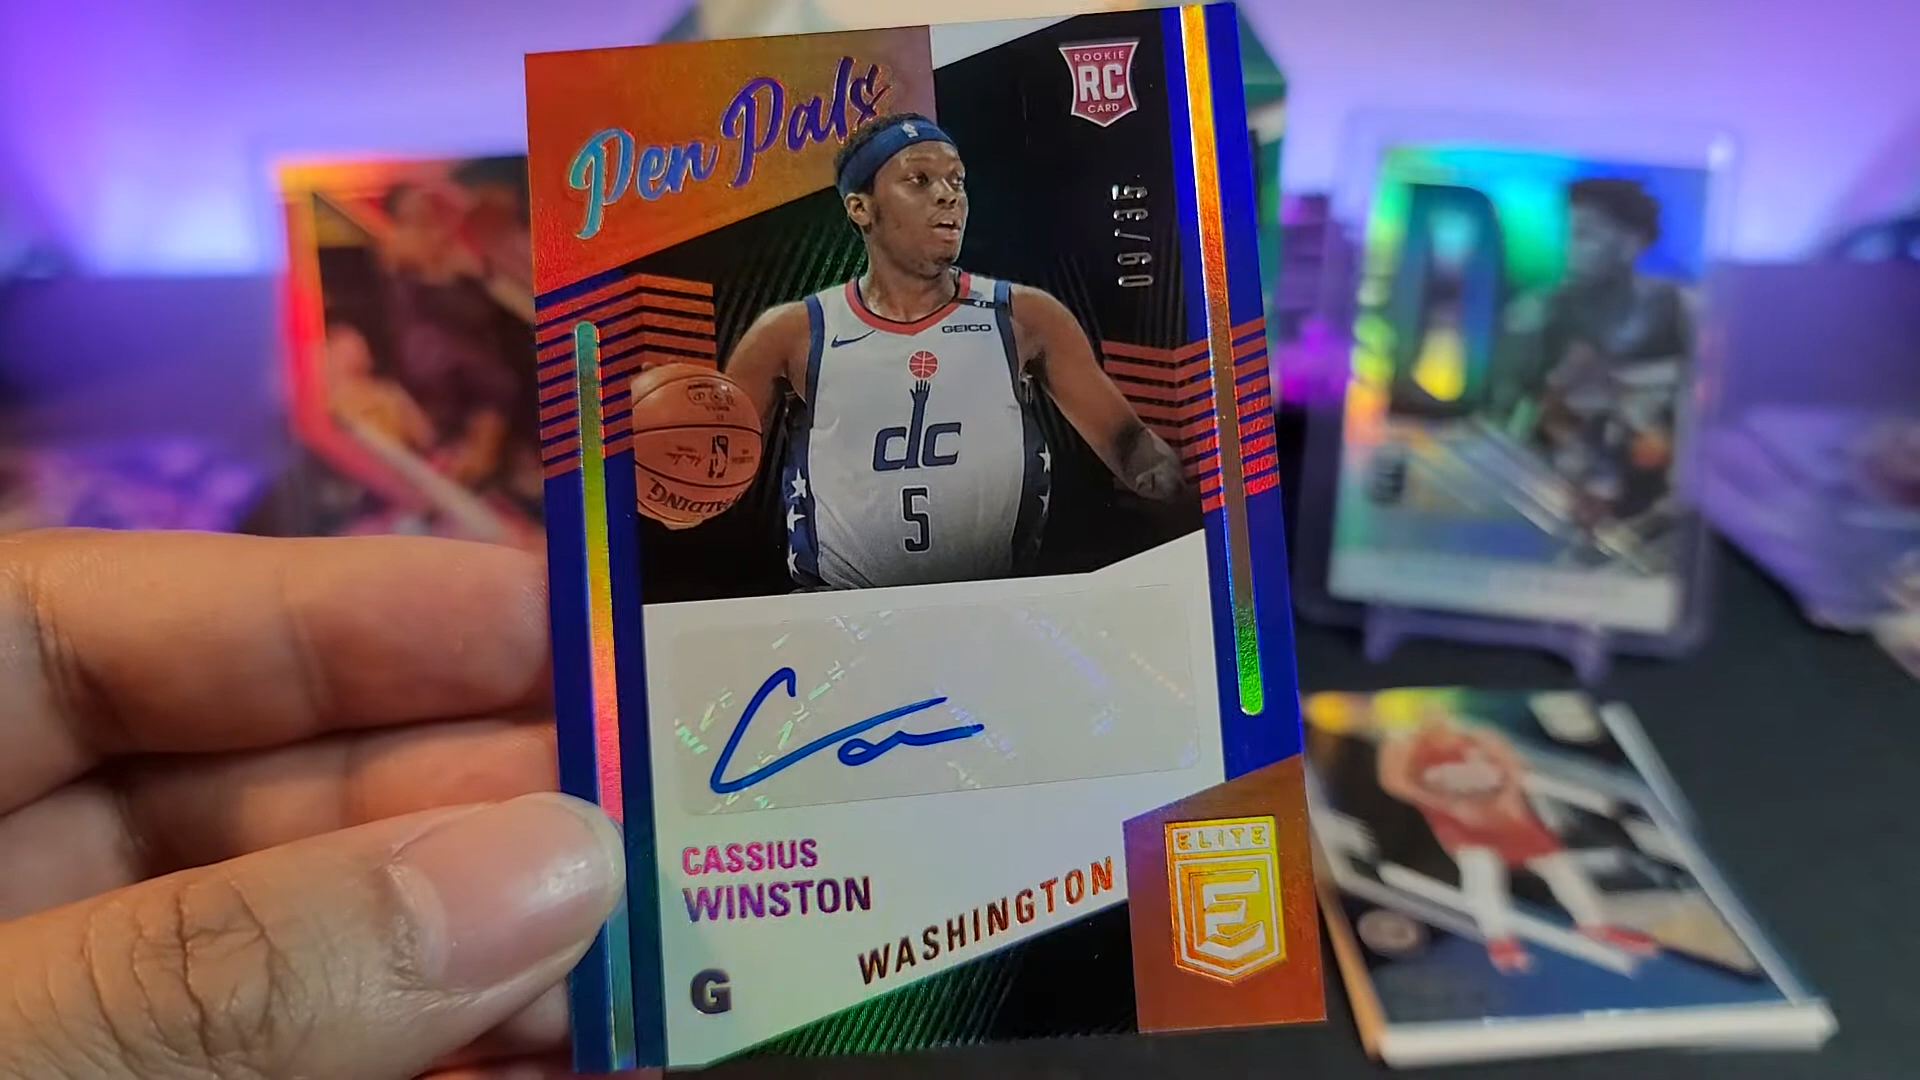 Pen Pals
ROOKIE
RC
CARD
09/35
GEICO
dc
5
SPALDING
CASSIUS
WINSTON
WASHINGTON
G
ELITE
E